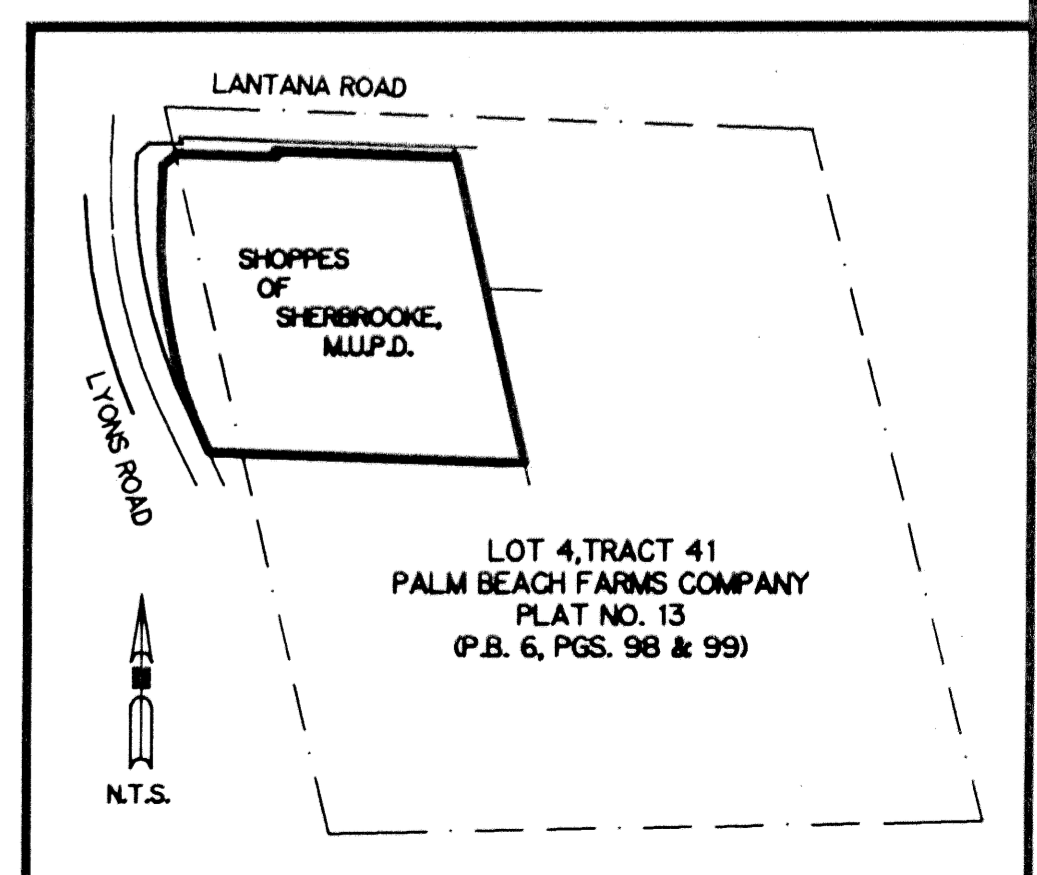 LANTANA ROAD
SHOPPES
OF
SHERBROOKE,
M.U.P.D.
LYONS ROAD
LOT 4, TRACT 41
PALM BEACH FARMS COMPANY
PLAT NO. 13
(P.B. 6, PGS. 98 & 99)
N.T.S.